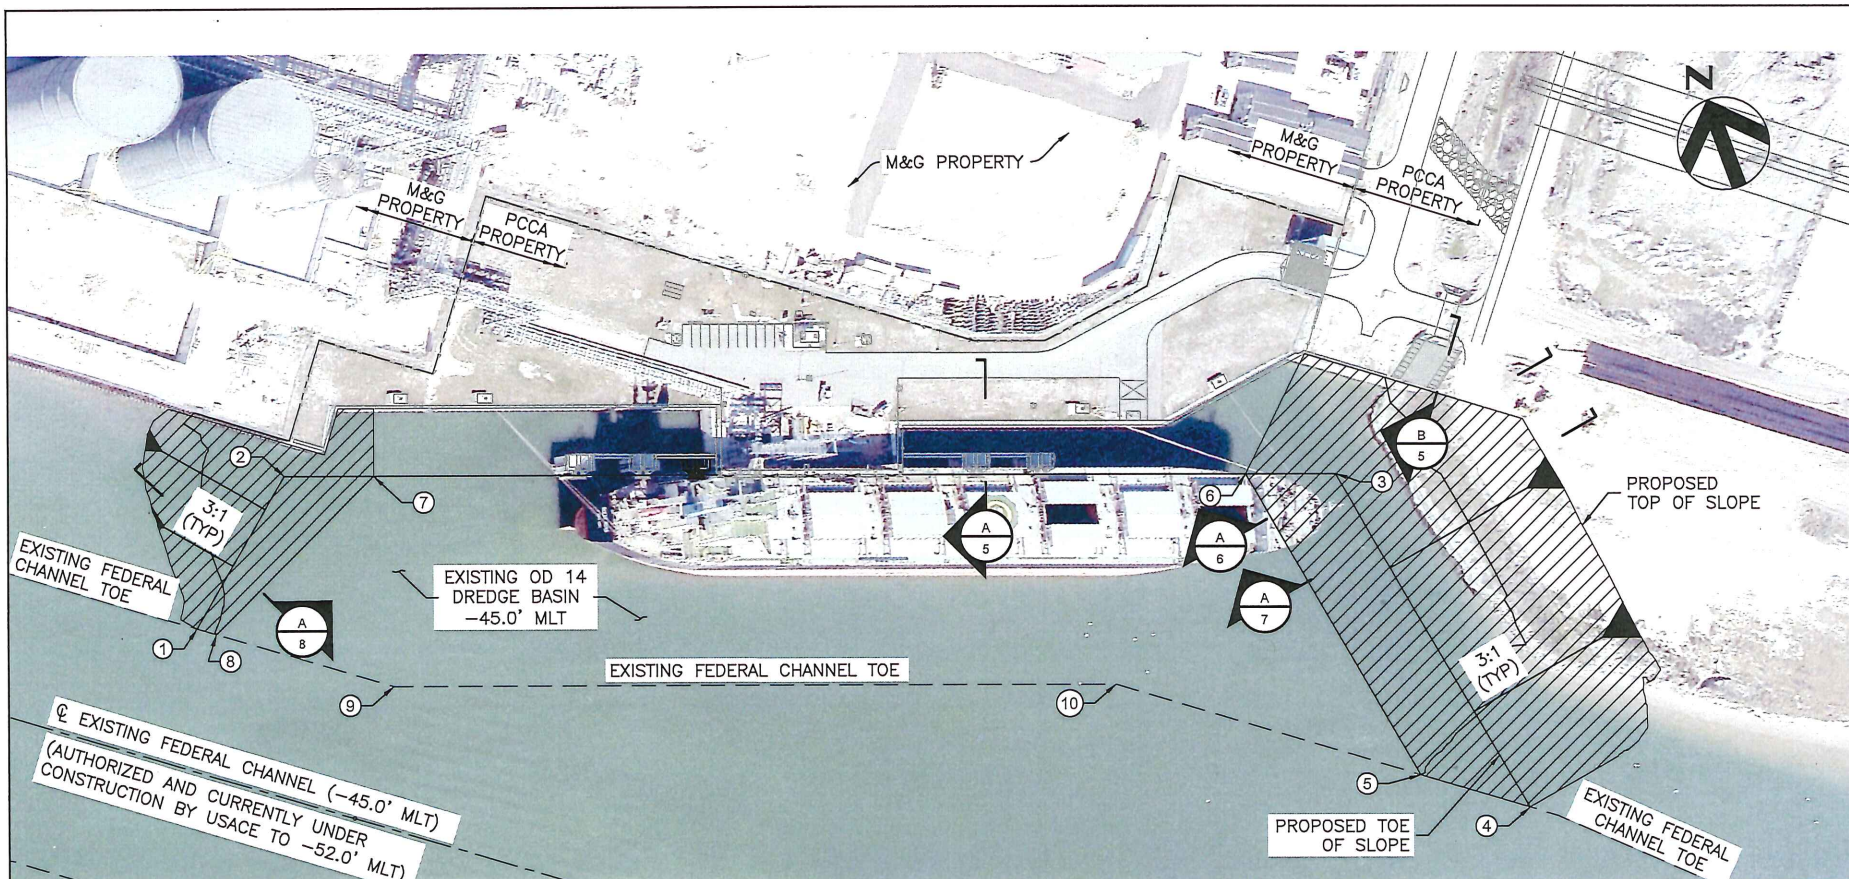 N
M&G
PROPERTY
PCCA
PROPERTY
M&G PROPERTY
M&G
PROPERTY
PCCA
PROPERTY
2
7
6
3
B
5
PROPOSED
TOP OF SLOPE
3:1
(TYP)
A
5
A
6
A
7
EXISTING FEDERAL
CHANNEL TOE
EXISTING OD 14
DREDGE BASIN
-45.0' MLT
A
8
1
8
EXISTING FEDERAL CHANNEL TOE
3:1
(TYP)
9
10
℄ EXISTING FEDERAL CHANNEL (-45.0' MLT)
(AUTHORIZED AND CURRENTLY UNDER
CONSTRUCTION BY USACE TO -52.0' MLT)
5
4
PROPOSED TOE
OF SLOPE
EXISTING FEDERAL
CHANNEL TOE